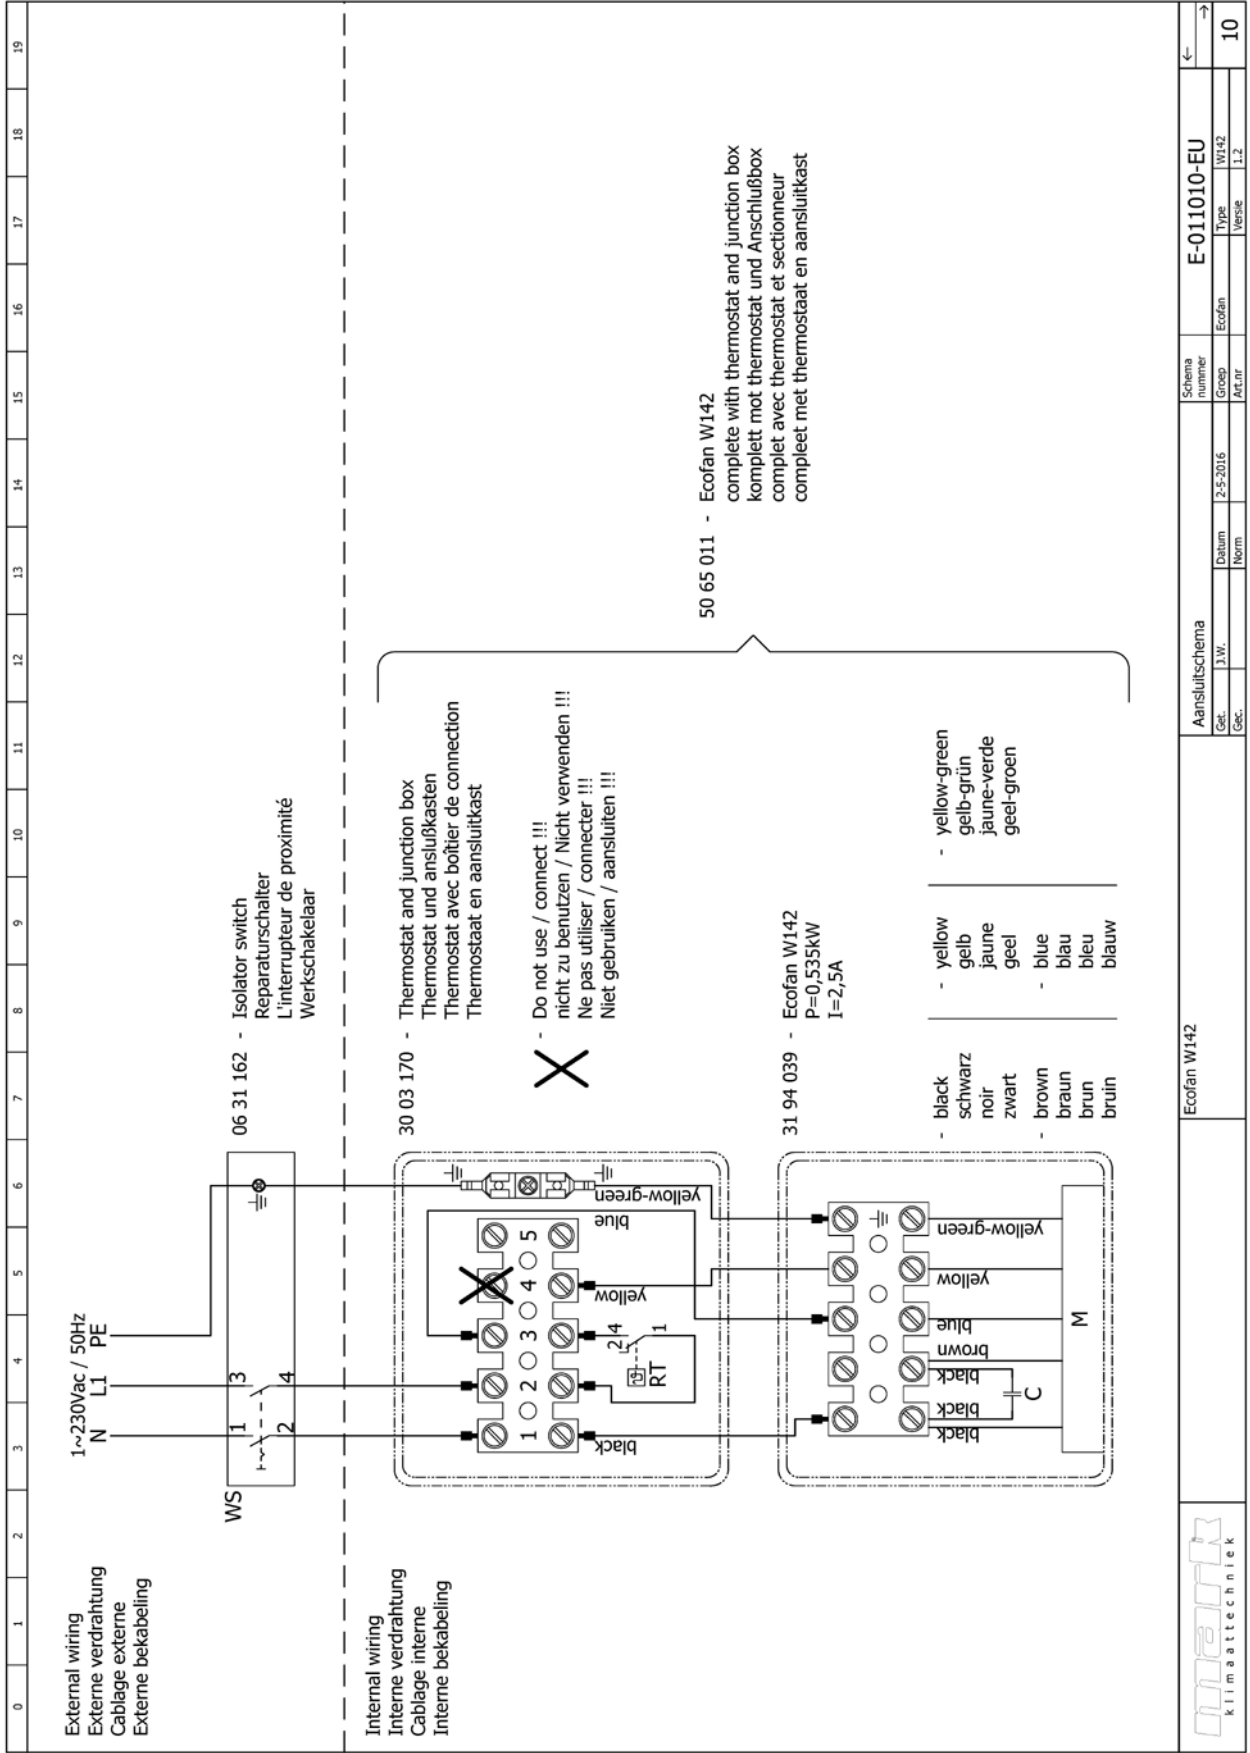 0 1 2 3 4 5 6 7 8 9 10 11 12 13 14 15 16 17 18 19
External wiring
Externe verdrahtung
Cablage externe
Externe bekabeling
1~230Vac / 50Hz
N L1 PE
WS
1 3
2 4
06 31 162 - Isolator switch
Reparaturschalter
L'interrupteur de proximité
Werkschakelaar
Internal wiring
Interne verdrahtung
Cablage interne
Interne bekabeling
30 03 170 - Thermostat and junction box
Thermostat und anslußkasten
Thermostat avec boîtier de connection
Thermostaat en aansluitkast
- Do not use / connect !!!
nicht zu benutzen / Nicht verwenden !!!
Ne pas utiliser / connecter !!!
Niet gebruiken / aansluiten !!!
1 2 3 4 5
black
yellow
blue
yellow-green
2 4
1
RT
50 65 011 - Ecofan W142
complete with thermostat and junction box
komplett mot thermostat und Anschlußbox
complet avec thermostat et sectionneur
compleet met thermostaat en aansluitkast
31 94 039 - Ecofan W142
P=0,535kW
I=2,5A
black
black
black
brown
blue
yellow
yellow-green
C
M
- black
schwarz
noir
zwart
- brown
braun
brun
bruin
- yellow
gelb
jaune
geel
- blue
blau
bleu
blauw
- yellow-green
gelb-grün
jaune-verde
geel-groen
mark
klimaattechniek
Ecofan W142
Aansluitschema
Schema
nummer
E-011010-EU
← →
Get. J.W. Datum 2-5-2016 Groep Ecofan Type W142
Gec. Norm Art.nr Versie 1.2
10